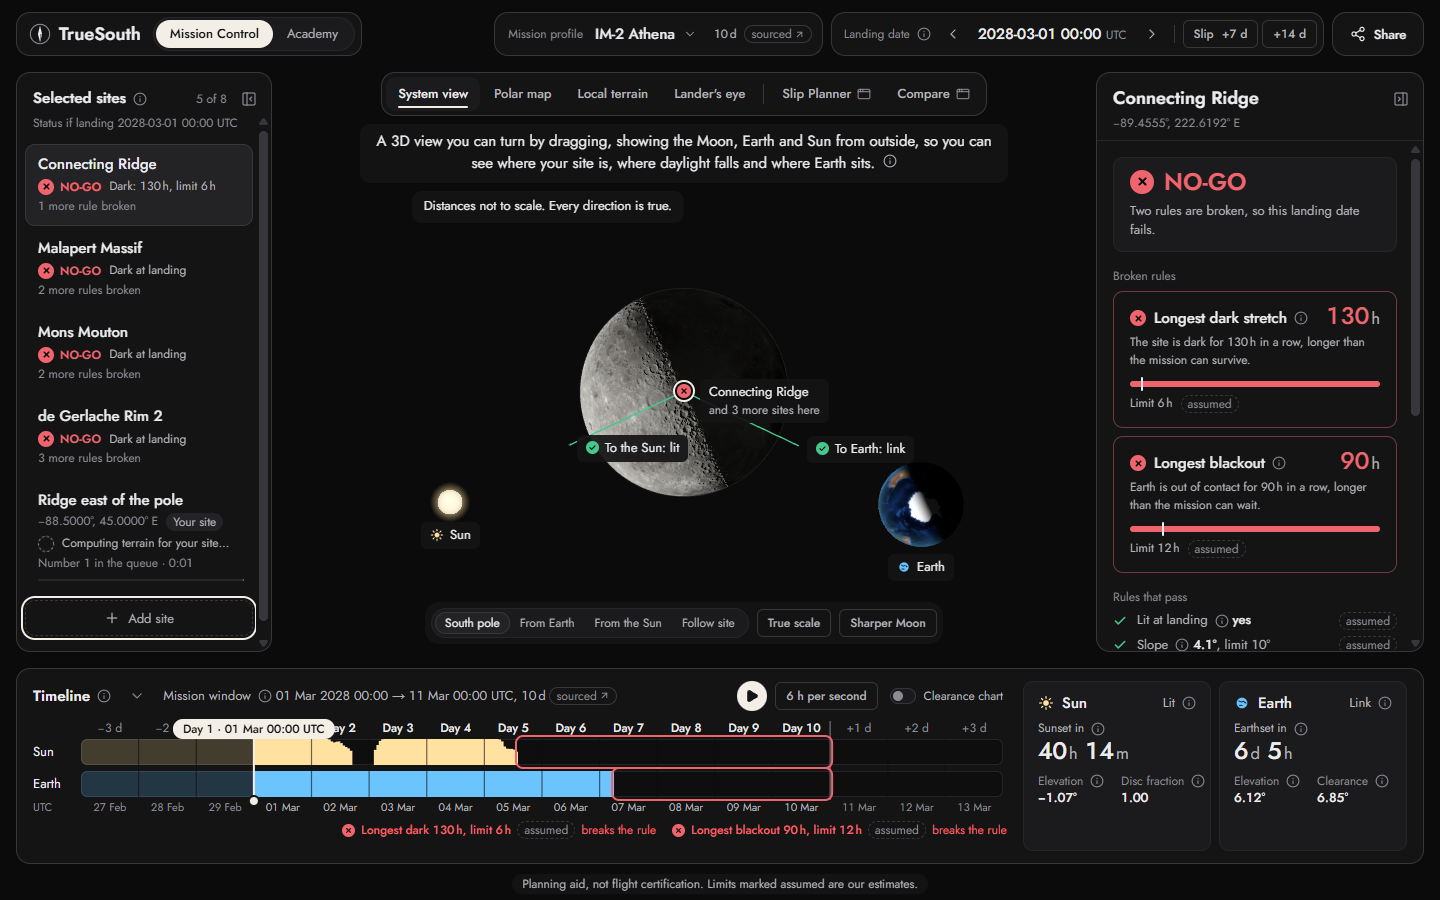 TrueSouth
Mission Control
Academy
Mission profile IM-2 Athena 10 d sourced ↗
Landing date 2028-03-01 00:00 UTC
Slip +7 d
+14 d
Share
Selected sites 5 of 8
Status if landing 2028-03-01 00:00 UTC
Connecting Ridge
NO-GO Dark: 130 h, limit 6 h
1 more rule broken
Malapert Massif
NO-GO Dark at landing
2 more rules broken
Mons Mouton
NO-GO Dark at landing
2 more rules broken
de Gerlache Rim 2
NO-GO Dark at landing
3 more rules broken
Ridge east of the pole
−88.5000°, 45.0000° E Your site
Computing terrain for your site...
Number 1 in the queue · 0:01
+ Add site
System view
Polar map
Local terrain
Lander's eye
Slip Planner
Compare
A 3D view you can turn by dragging, showing the Moon, Earth and Sun from outside, so you can
see where your site is, where daylight falls and where Earth sits.
Distances not to scale. Every direction is true.
Connecting Ridge
and 3 more sites here
To the Sun: lit
To Earth: link
Sun
Earth
South pole
From Earth
From the Sun
Follow site
True scale
Sharper Moon
Connecting Ridge
−89.4555°, 222.6192° E
NO-GO
Two rules are broken, so this landing date
fails.
Broken rules
Longest dark stretch 130 h
The site is dark for 130 h in a row, longer than
the mission can survive.
Limit 6 h assumed
Longest blackout 90 h
Earth is out of contact for 90 h in a row, longer
than the mission can wait.
Limit 12 h assumed
Rules that pass
Lit at landing yes assumed
Slope 4.1°, limit 10° assumed
Timeline
Mission window 01 Mar 2028 00:00 → 11 Mar 00:00 UTC, 10 d sourced ↗
6 h per second
Clearance chart
−3 d −2 Day 1 · 01 Mar 00:00 UTC ay 2 Day 3 Day 4 Day 5 Day 6 Day 7 Day 8 Day 9 Day 10 +1 d +2 d +3 d
Sun
Earth
UTC 27 Feb 28 Feb 29 Feb 01 Mar 02 Mar 03 Mar 04 Mar 05 Mar 06 Mar 07 Mar 08 Mar 09 Mar 10 Mar 11 Mar 12 Mar 13 Mar
Longest dark 130 h, limit 6 h assumed breaks the rule
Longest blackout 90 h, limit 12 h assumed breaks the rule
Sun Lit
Sunset in
40 h 14 m
Elevation Disc fraction
−1.07° 1.00
Earth Link
Earthset in
6 d 5 h
Elevation Clearance
6.12° 6.85°
Planning aid, not flight certification. Limits marked assumed are our estimates.